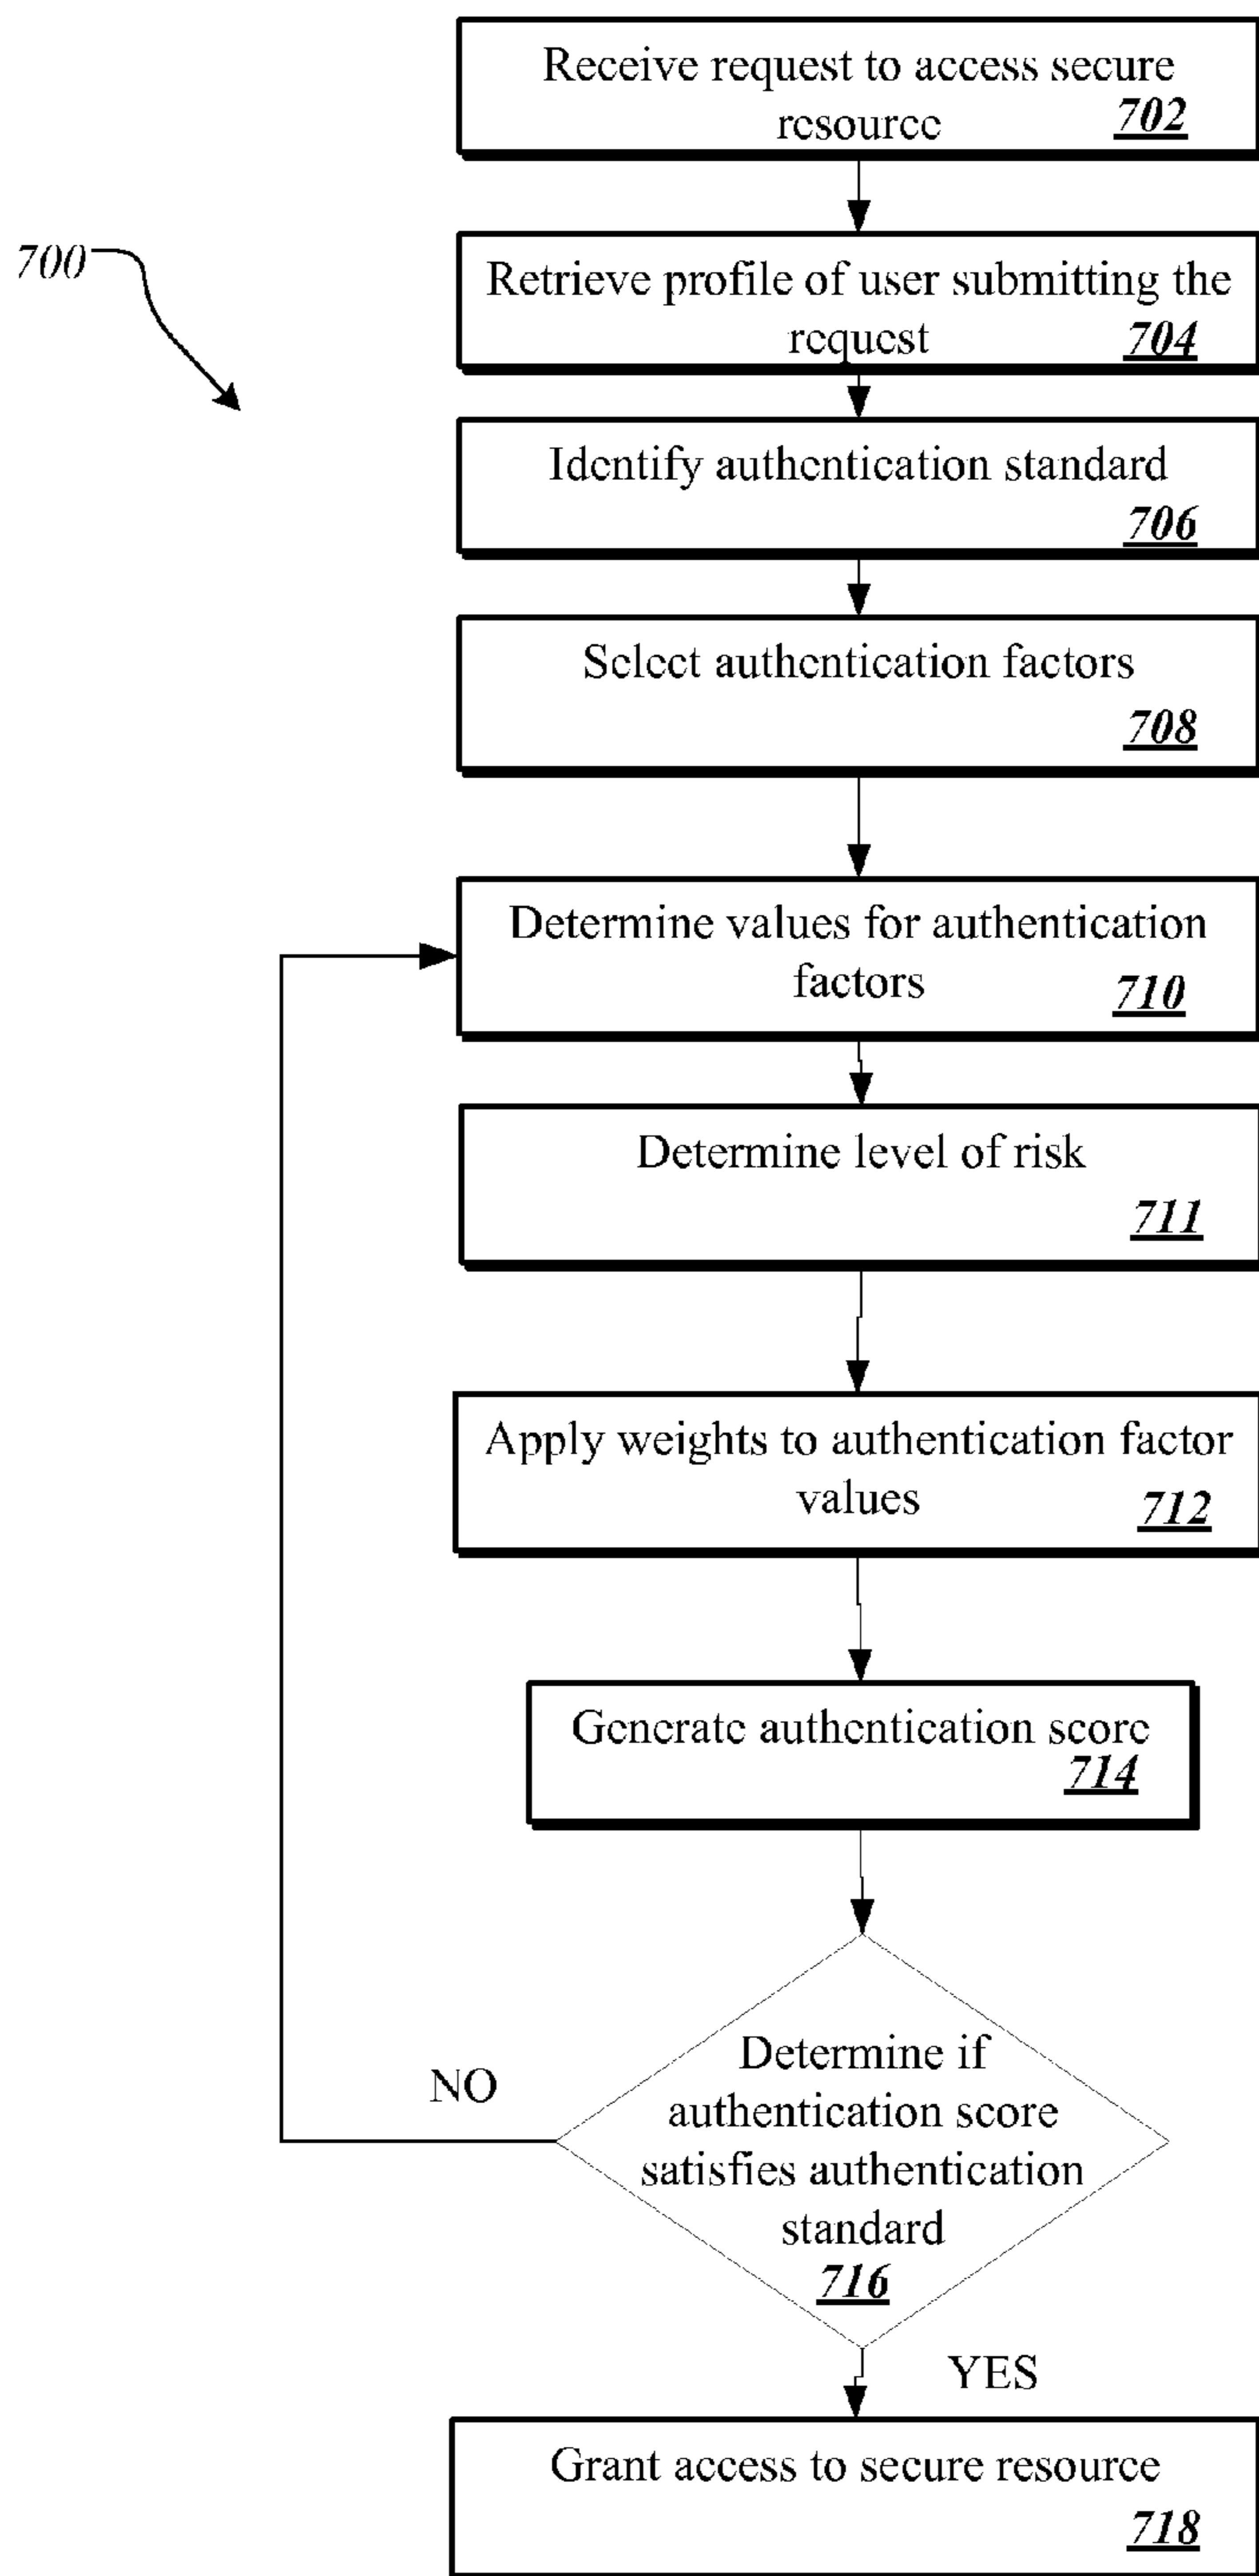 Receive request to access secure
resource 702
700
Retrieve profile of user submitting the
request 704
Identify authentication standard
706
Select authentication factors
708
Determine values for authentication
factors 710
Determine level of risk
711
Apply weights to authentication factor
values 712
Generate authentication score
714
Determine if
authentication score
satisfies authentication
standard
716
NO
YES
Grant access to secure resource
718